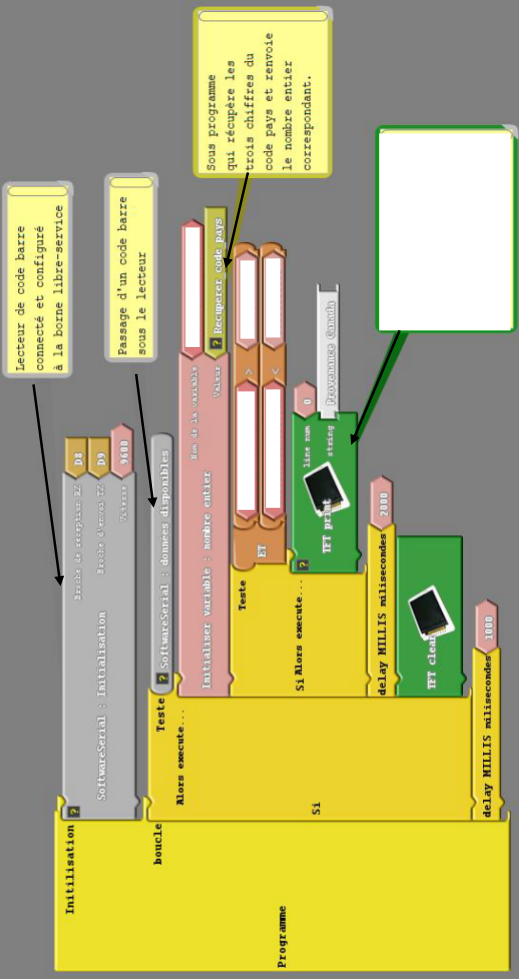 Lecteur de code barre
connecté et configuré
à la borne libre-service
Passage d'un code barre
sous le lecteur
Sous programme
qui récupère les
trois chiffres du
code pays et renvoie
le nombre entier
correspondant.
Programme
Initilisation
SoftwareSerial : Initialisation
Broche de reception RX
D8
Broche d'envoi TX
D9
Vitesse
9600
boucle
Si
Teste
SoftwareSerial : donnees disponibles
Alors execute...
Initialiser variable : nombre entier
Nom de la variable
Valeur
Recuperer code pays
Si
Teste
ET
>
<
Alors execute...
TFT print
line num
0
string
Provenance Canada
delay MILLIS milisecondes
2000
TFT clear
delay MILLIS milisecondes
1000